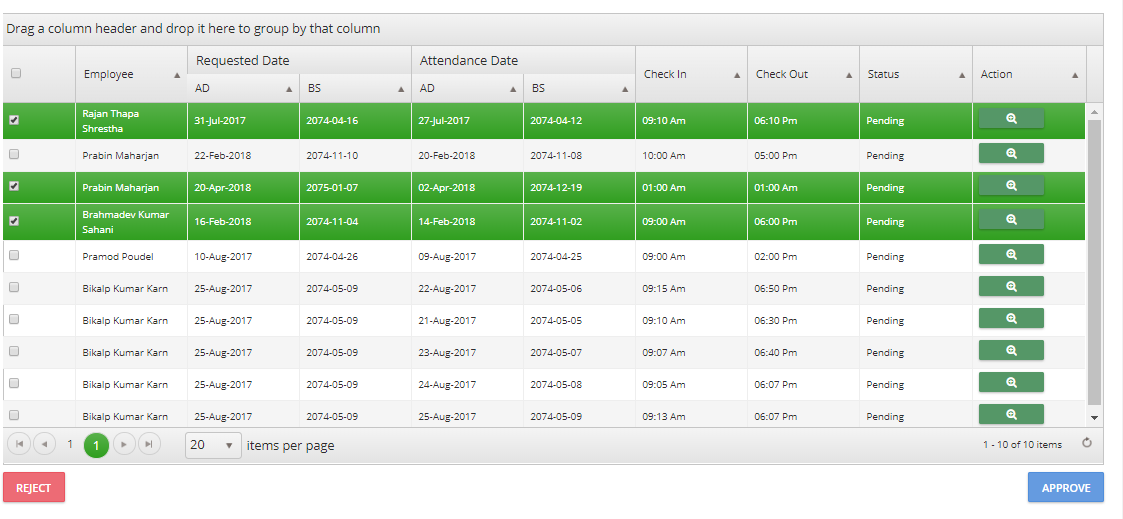 Drag a column header and drop it here to group by that column
Employee Requested Date Attendance Date Check In Check Out Status Action
AD BS AD BS
Rajan Thapa Shrestha 31-Jul-2017 2074-04-16 27-Jul-2017 2074-04-12 09:10 Am 06:10 Pm Pending
Prabin Maharjan 22-Feb-2018 2074-11-10 20-Feb-2018 2074-11-08 10:00 Am 05:00 Pm Pending
Prabin Maharjan 20-Apr-2018 2075-01-07 02-Apr-2018 2074-12-19 01:00 Am 01:00 Am Pending
Brahmadev Kumar Sahani 16-Feb-2018 2074-11-04 14-Feb-2018 2074-11-02 09:00 Am 06:00 Pm Pending
Pramod Poudel 10-Aug-2017 2074-04-26 09-Aug-2017 2074-04-25 09:00 Am 02:00 Pm Pending
Bikalp Kumar Karn 25-Aug-2017 2074-05-09 22-Aug-2017 2074-05-06 09:15 Am 06:50 Pm Pending
Bikalp Kumar Karn 25-Aug-2017 2074-05-09 21-Aug-2017 2074-05-05 09:10 Am 06:30 Pm Pending
Bikalp Kumar Karn 25-Aug-2017 2074-05-09 23-Aug-2017 2074-05-07 09:07 Am 06:40 Pm Pending
Bikalp Kumar Karn 25-Aug-2017 2074-05-09 24-Aug-2017 2074-05-08 09:05 Am 06:07 Pm Pending
Bikalp Kumar Karn 25-Aug-2017 2074-05-09 25-Aug-2017 2074-05-09 09:13 Am 06:07 Pm Pending
1 1 20 items per page 1 - 10 of 10 items
REJECT APPROVE